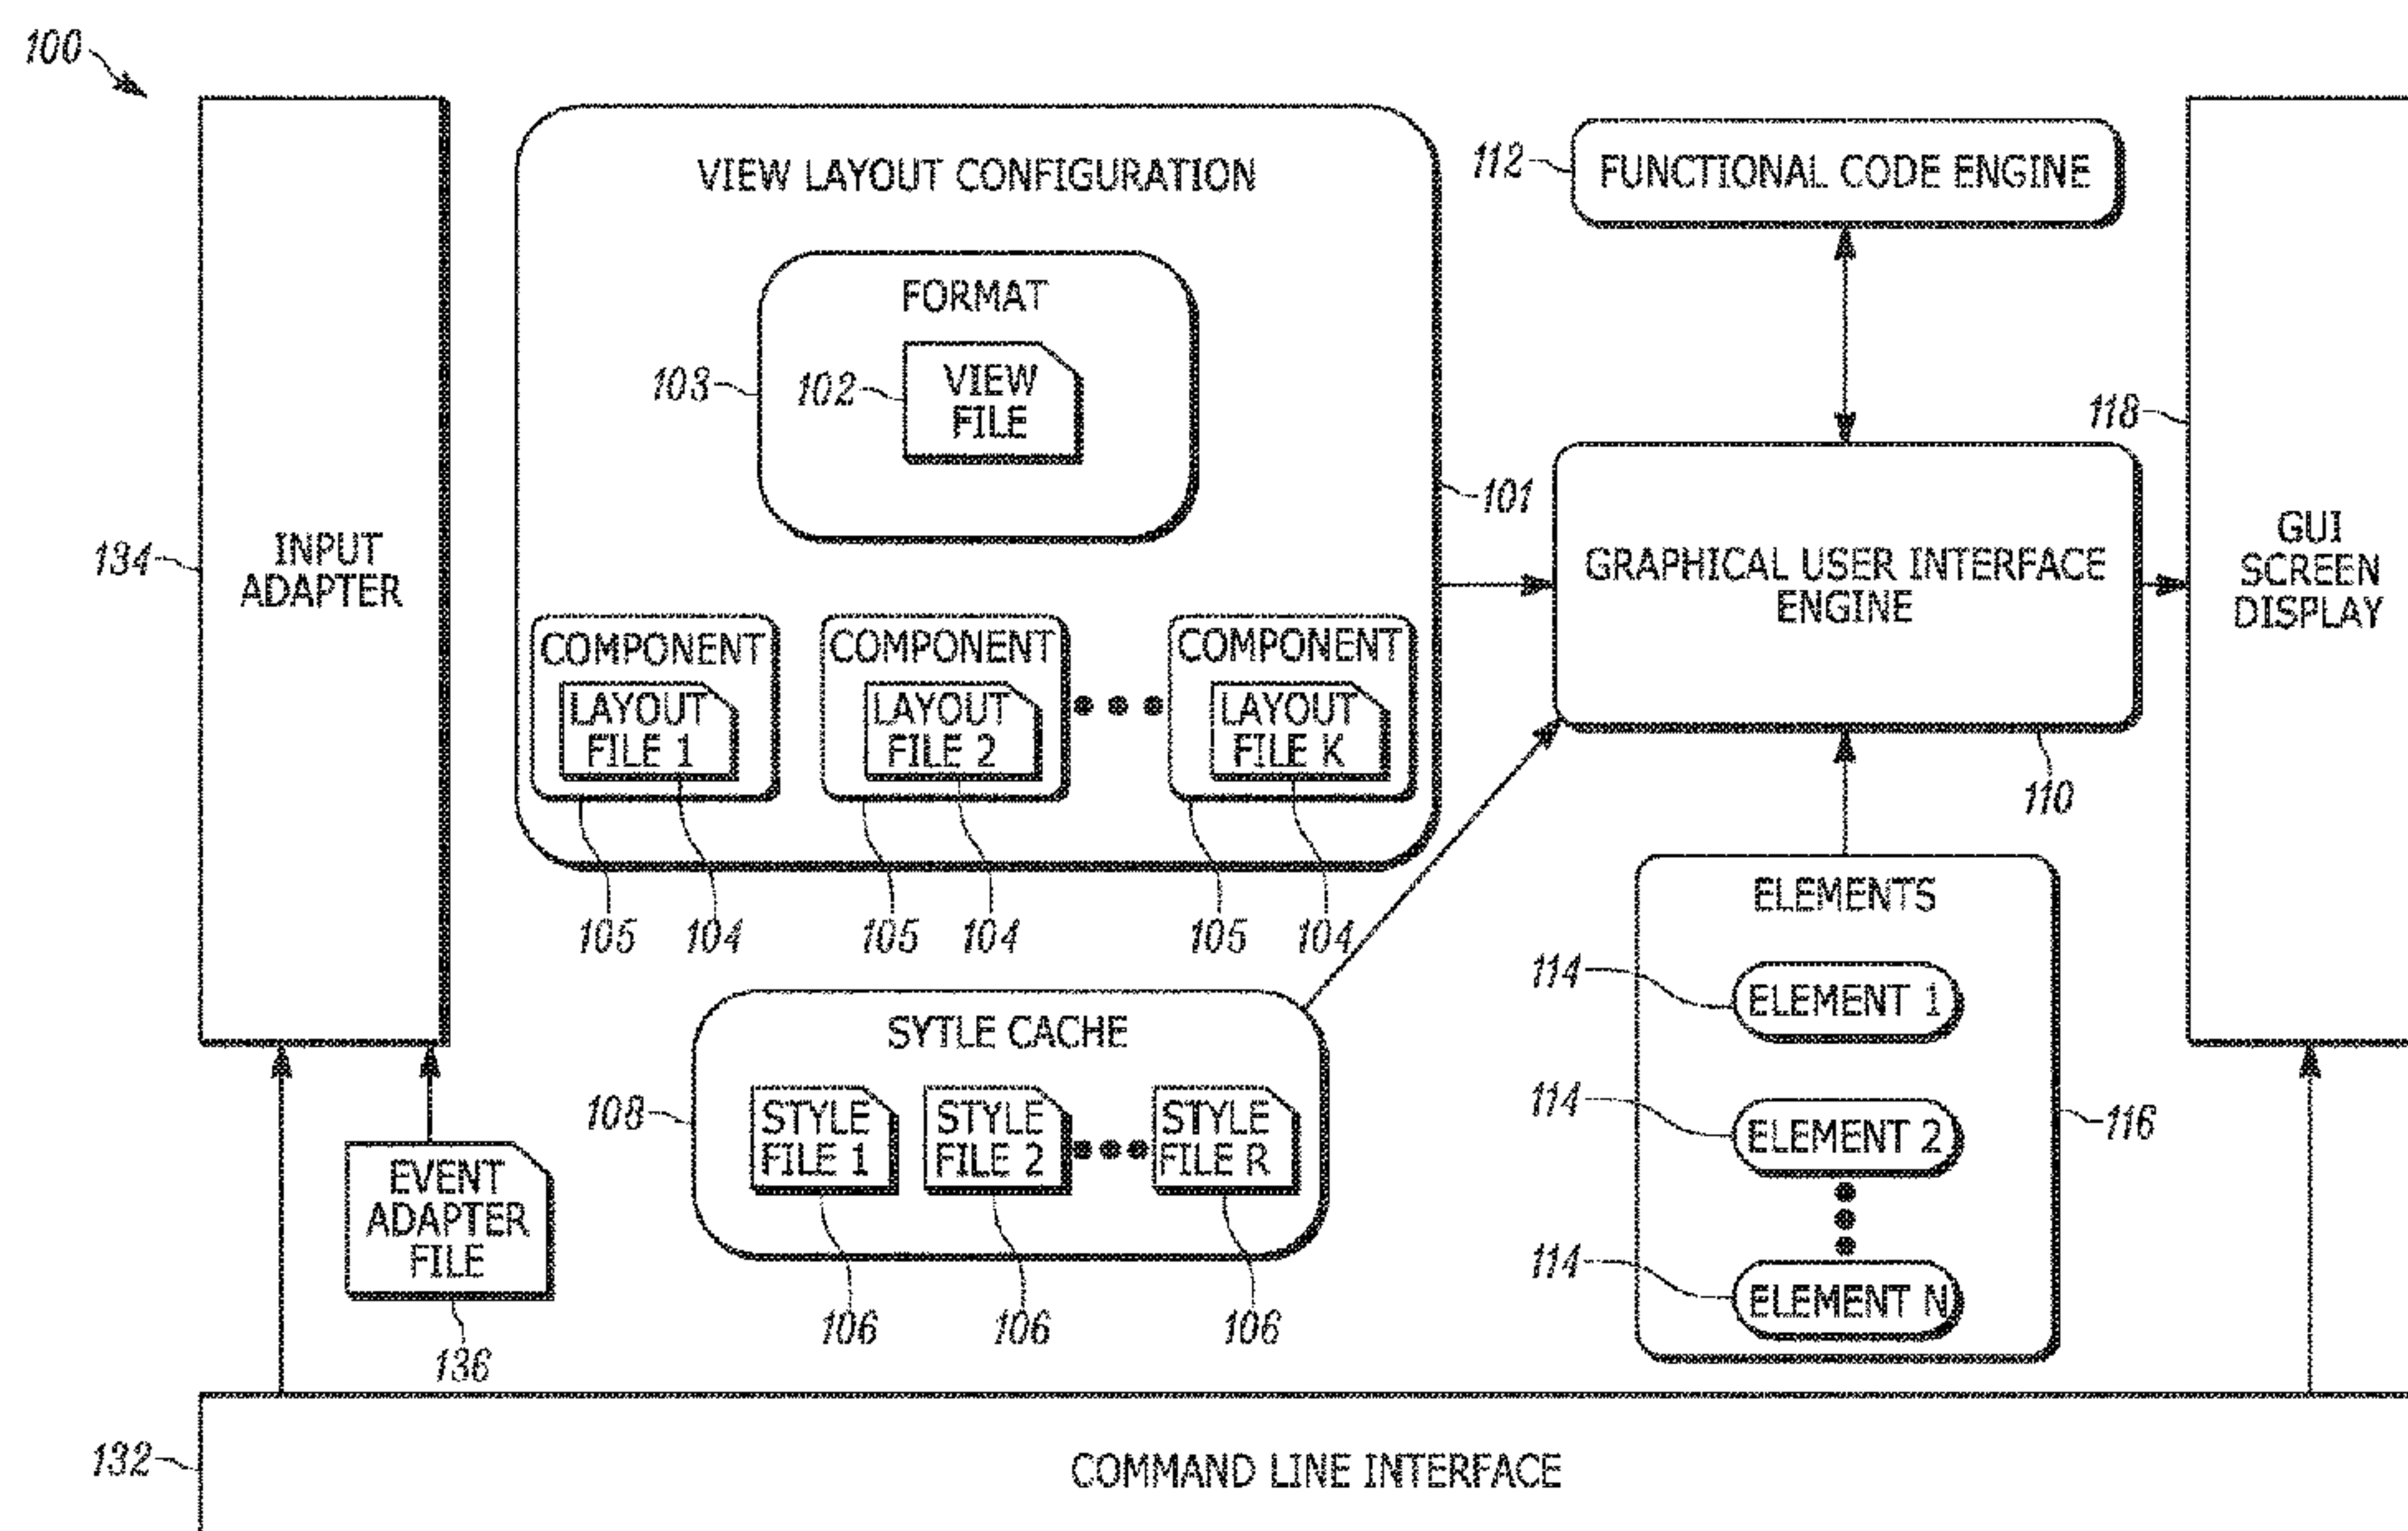 100
INPUT
ADAPTER
134
VIEW LAYOUT CONFIGURATION
FORMAT
VIEW
FILE
103
102
101
COMPONENT
LAYOUT
FILE 1
COMPONENT
LAYOUT
FILE 2
COMPONENT
LAYOUT
FILE K
105
104
105
104
105
104
112
FUNCTIONAL CODE ENGINE
GRAPHICAL USER INTERFACE
ENGINE
110
118
GUI
SCREEN
DISPLAY
SYTLE CACHE
108
STYLE
FILE 1
STYLE
FILE 2
STYLE
FILE R
106
106
106
ELEMENTS
114
ELEMENT 1
114
ELEMENT 2
114
ELEMENT N
116
EVENT
ADAPTER
FILE
136
132
COMMAND LINE INTERFACE